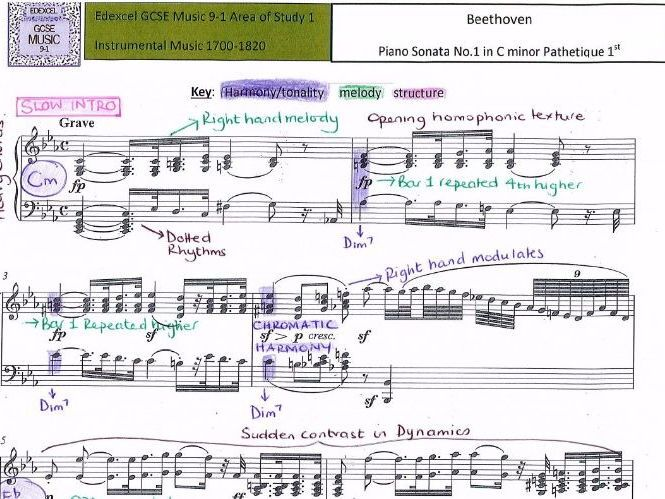 EDEXCEL
GCSE
MUSIC
9-1
Edexcel GCSE Music 9-1 Area of Study 1
Instrumental Music 1700-1820
Beethoven
Piano Sonata No.1 in C minor Pathetique 1st
Key: Harmony/tonality melody structure
SLOW INTRO
Grave
Right hand melody
Opening homophonic texture
Cm
fp
fp
Bar 1 repeated 4th higher
Dotted
Rhythms
Dim7
3
Right hand modulates
9
Bar 1 Repeated higher
CHROMATIC
fp
sf
sf > p cresc.
sf
HARMONY
sf
Dim7
Dim7
Sudden contrast in Dynamics
5
Eb
p
ff
ff